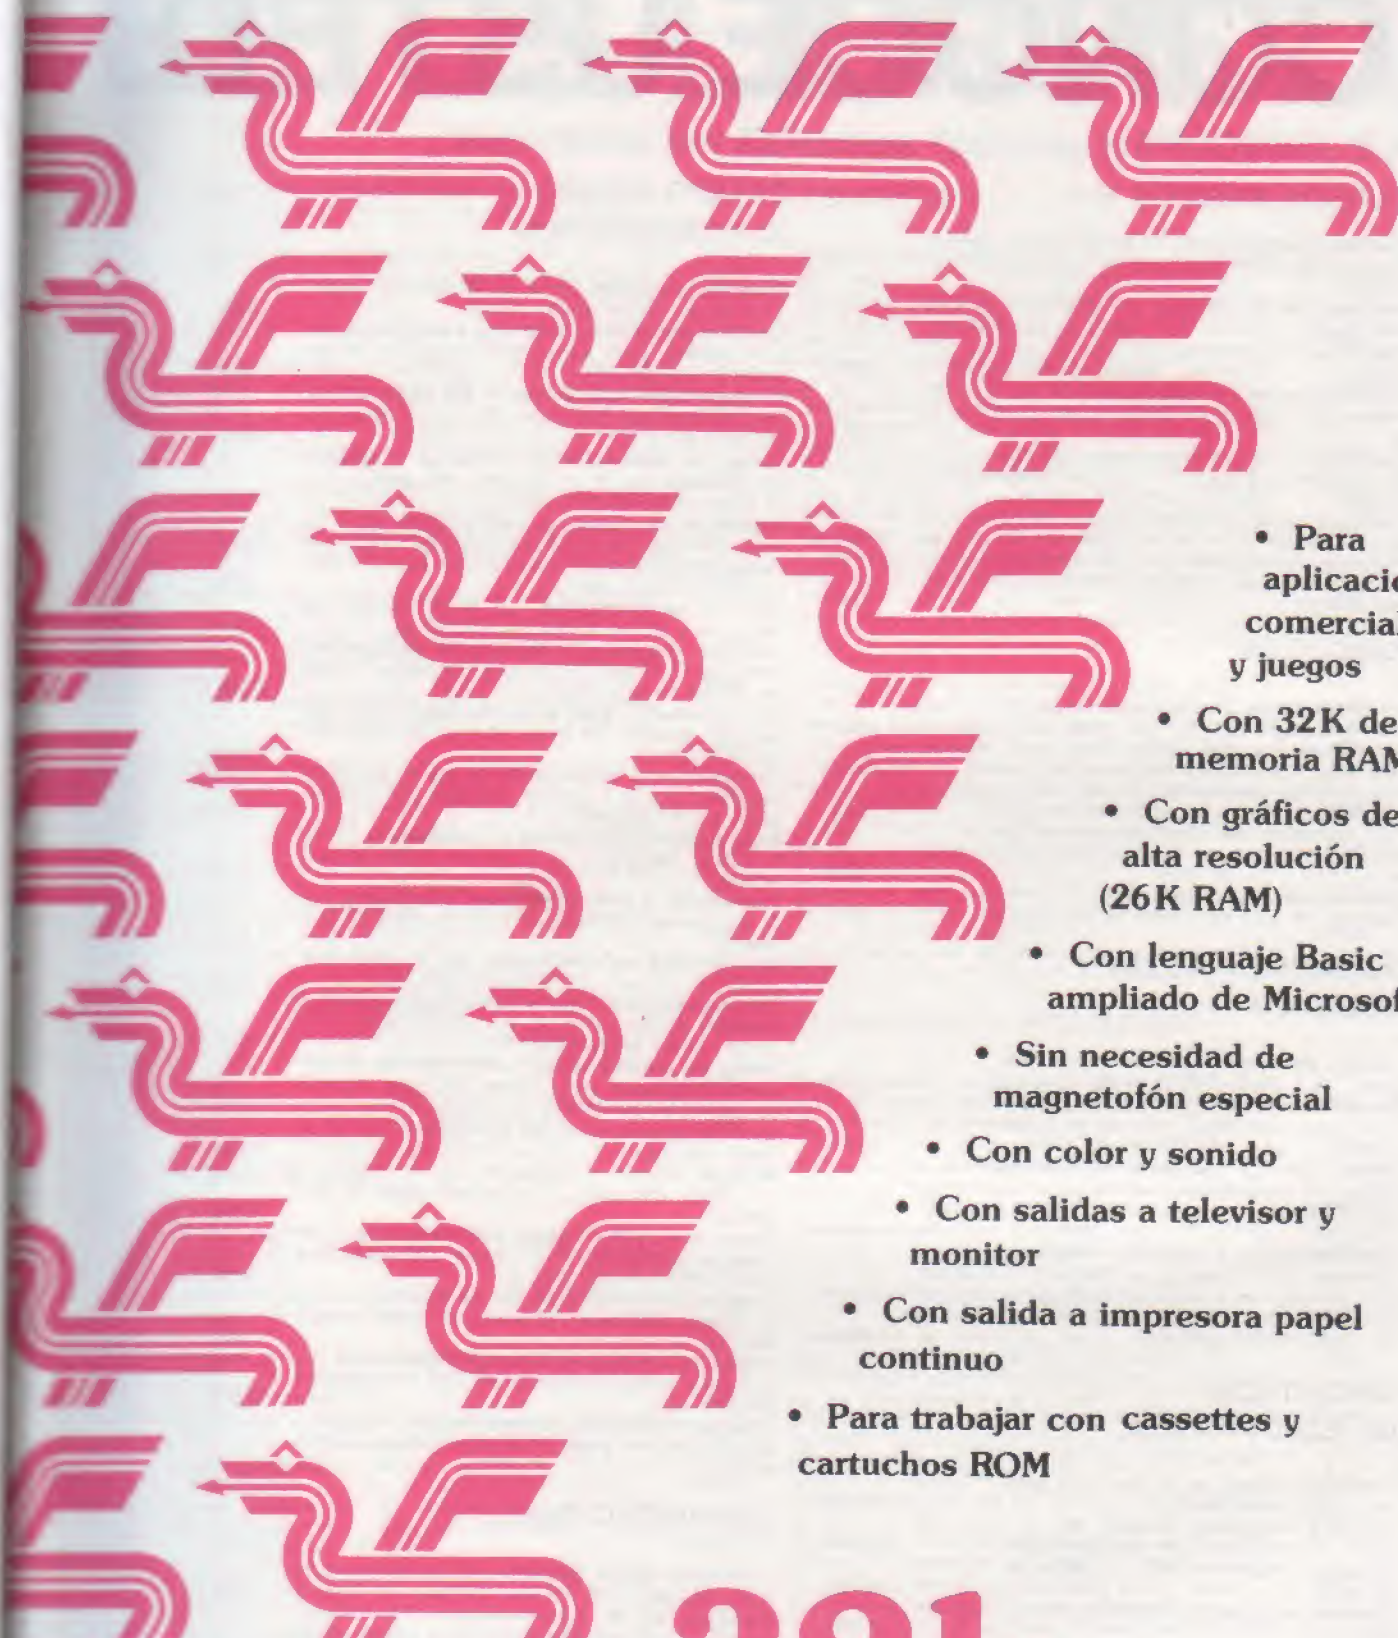 • Para
aplicacio
comercial
y juegos
• Con 32K de
memoria RAM
• Con gráficos de
alta resolución
(26K RAM)
• Con lenguaje Basic
ampliado de Microsof
• Sin necesidad de
magnetofón especial
• Con color y sonido
• Con salidas a televisor y
monitor
• Con salida a impresora papel
continuo
• Para trabajar con cassettes y
cartuchos ROM